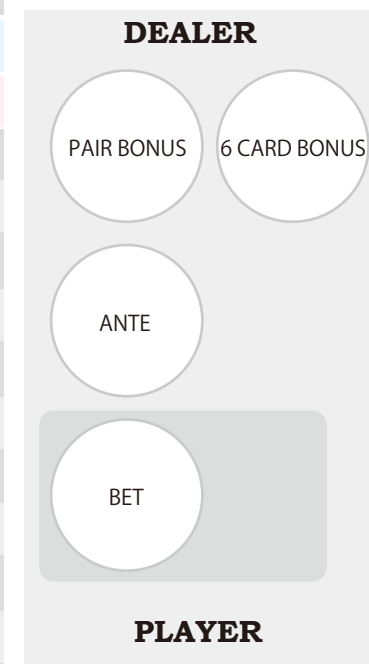 DEALER
PAIR BONUS 6 CARD BONUS
ANTE
BET
PLAYER